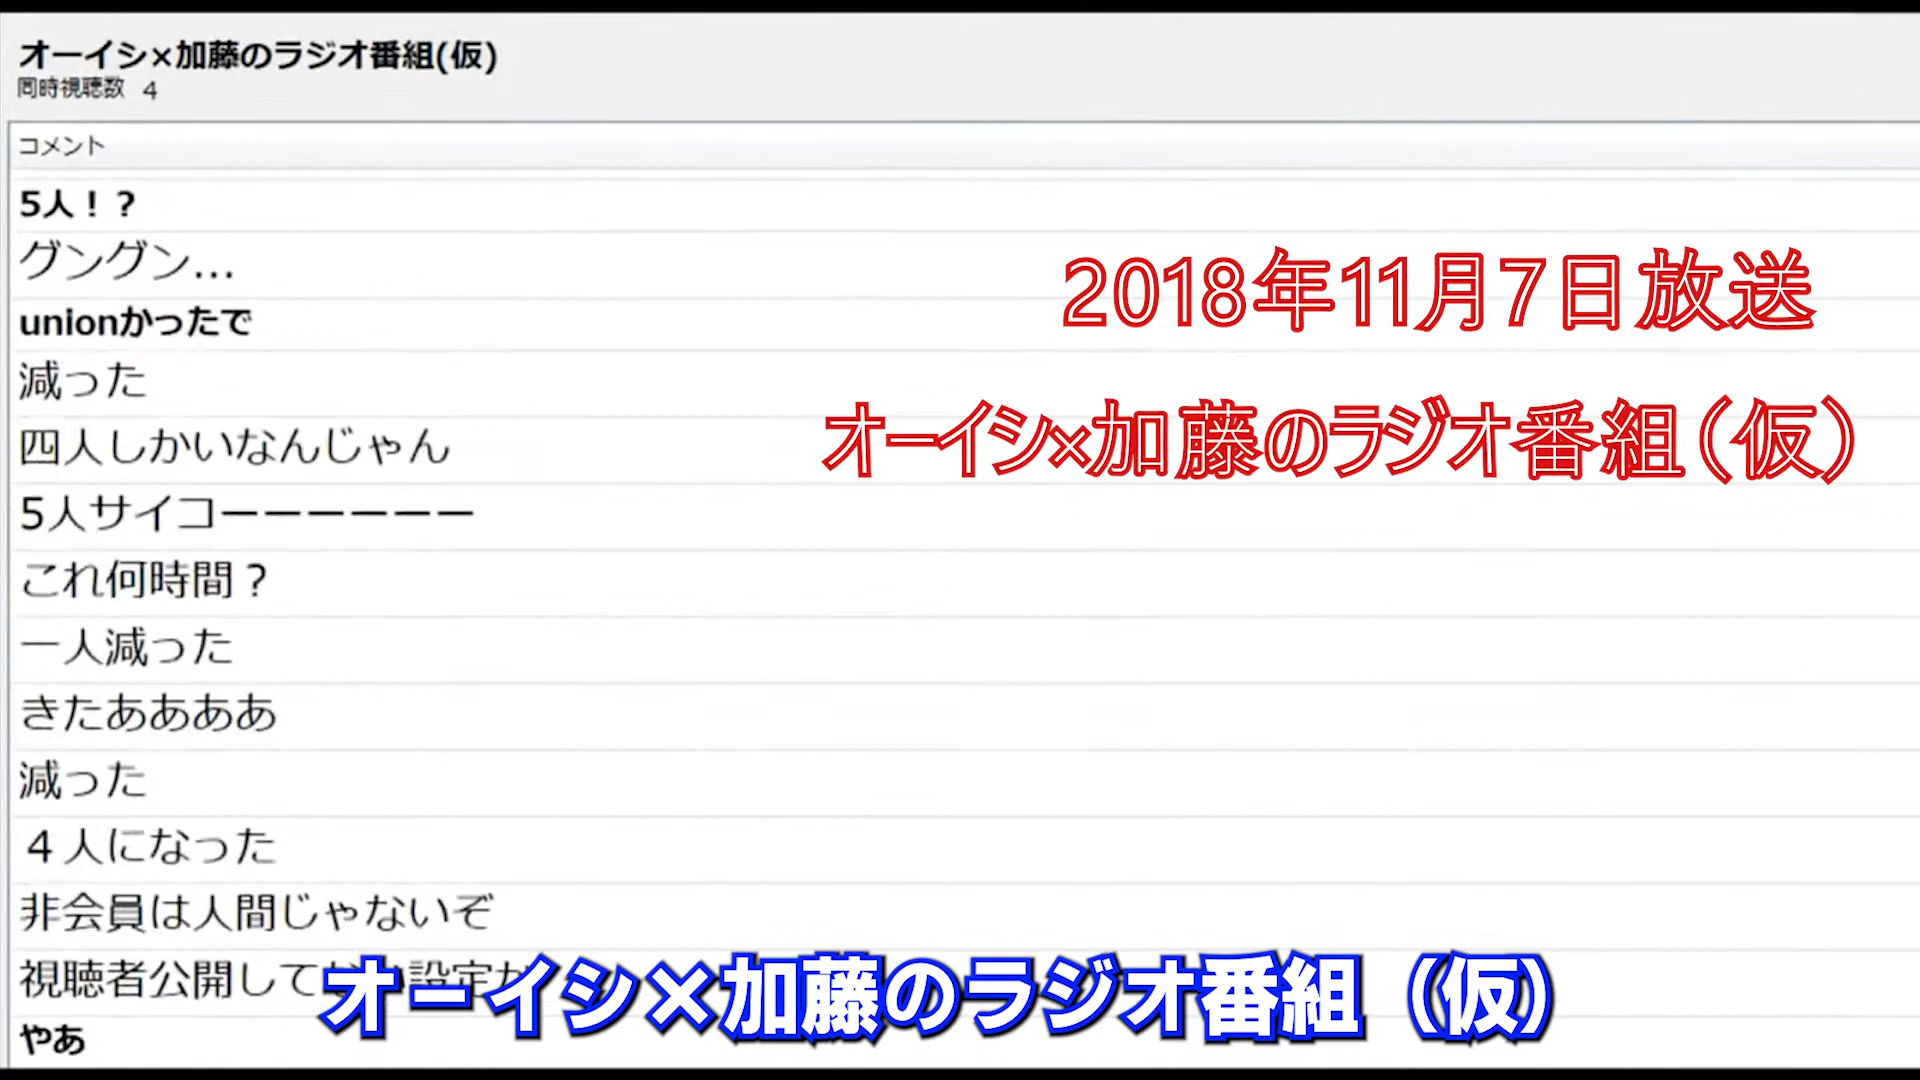 オーイシ×加藤のラジオ番組(仮)
同時視聴数 4
コメント
5人！？
グングン...
unionかったで
減った
四人しかいなんじゃん
5人サイコーーーーーー
これ何時間？
一人減った
きたああああ
減った
４人になった
非会員は人間じゃないぞ
視聴者公開して
設定
やあ
2018年11月7日放送
オーイシ×加藤のラジオ番組(仮)
オーイシ×加藤のラジオ番組（仮）